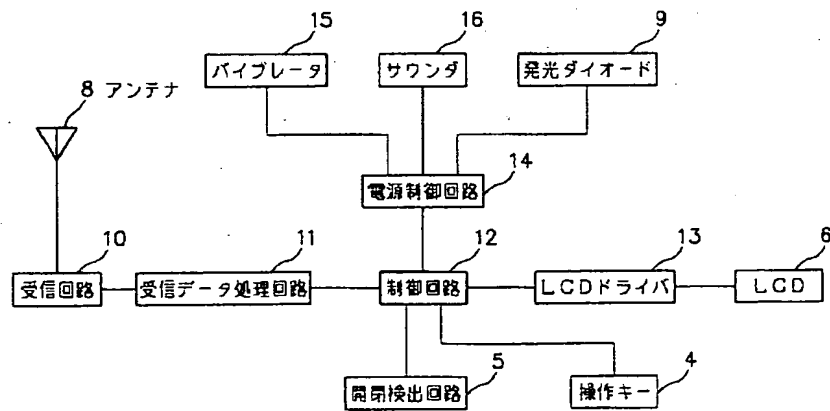 15
16
9
バイブレータ
サウンダ
発光ダイオード
8 アンテナ
電源制御回路
14
10
11
12
13
6
受信回路
受信データ処理回路
制御回路
LCDドライバ
LCD
5
4
開閉検出回路
操作キー